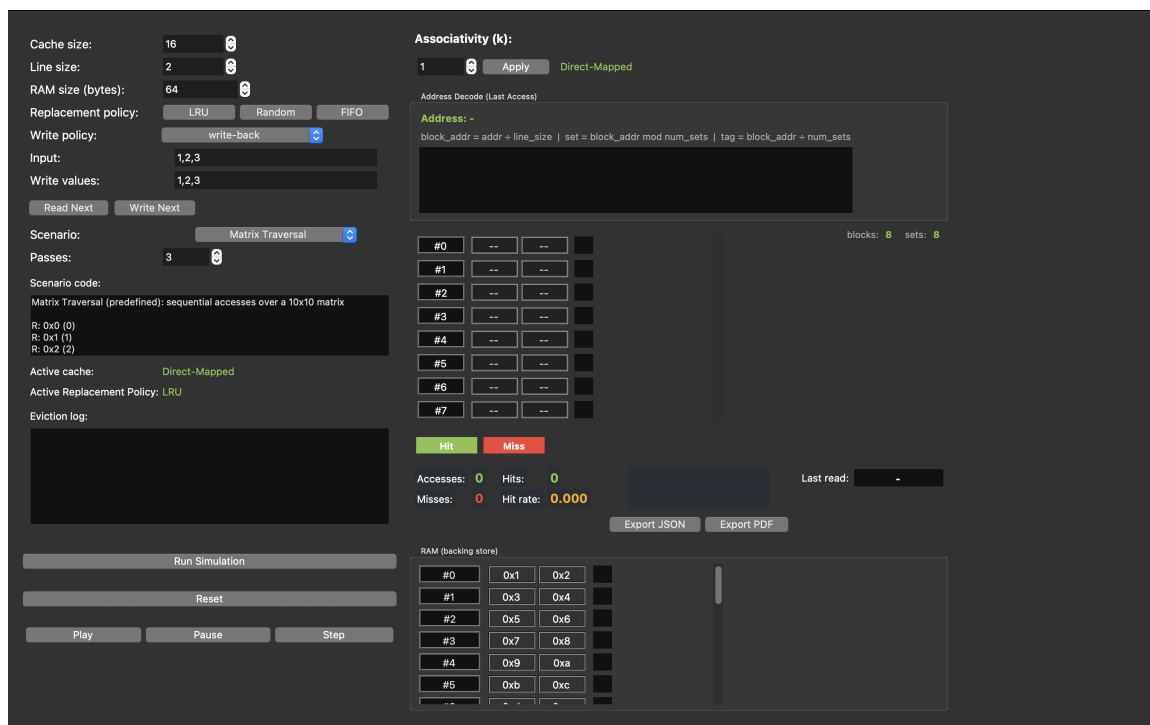 Cache size: 16
Line size: 2
RAM size (bytes): 64
Replacement policy: LRU Random FIFO
Write policy: write-back
Input: 1,2,3
Write values: 1,2,3
Read Next Write Next
Scenario: Matrix Traversal
Passes: 3
Scenario code:
Matrix Traversal (predefined): sequential accesses over a 10x10 matrix
R: 0x0 (0)
R: 0x1 (1)
R: 0x2 (2)
Active cache: Direct-Mapped
Active Replacement Policy: LRU
Eviction log:
Run Simulation
Reset
Play Pause Step
Associativity (k):
1 Apply Direct-Mapped
Address Decode (Last Access)
Address: -
block_addr = addr ÷ line_size | set = block_addr mod num_sets | tag = block_addr ÷ num_sets
blocks: 8 sets: 8
#0 -- --
#1 -- --
#2 -- --
#3 -- --
#4 -- --
#5 -- --
#6 -- --
#7 -- --
Hit Miss
Accesses: 0 Hits: 0
Misses: 0 Hit rate: 0.000
Last read: -
Export JSON Export PDF
RAM (backing store)
#0 0x1 0x2
#1 0x3 0x4
#2 0x5 0x6
#3 0x7 0x8
#4 0x9 0xa
#5 0xb 0xc